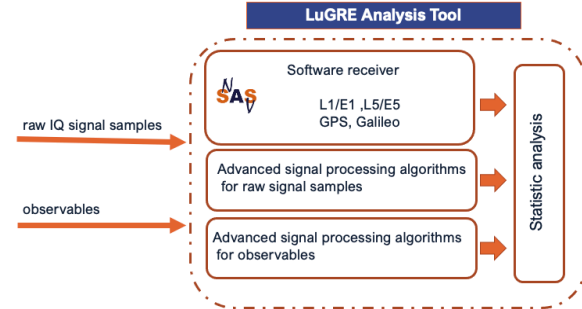 LuGRE Analysis Tool
Software receiver
SAS
N
V
L1/E1 ,L5/E5
GPS, Galileo
raw IQ signal samples
Advanced signal processing algorithms
for raw signal samples
observables
Advanced signal processing algorithms
for observables
Statistic analysis